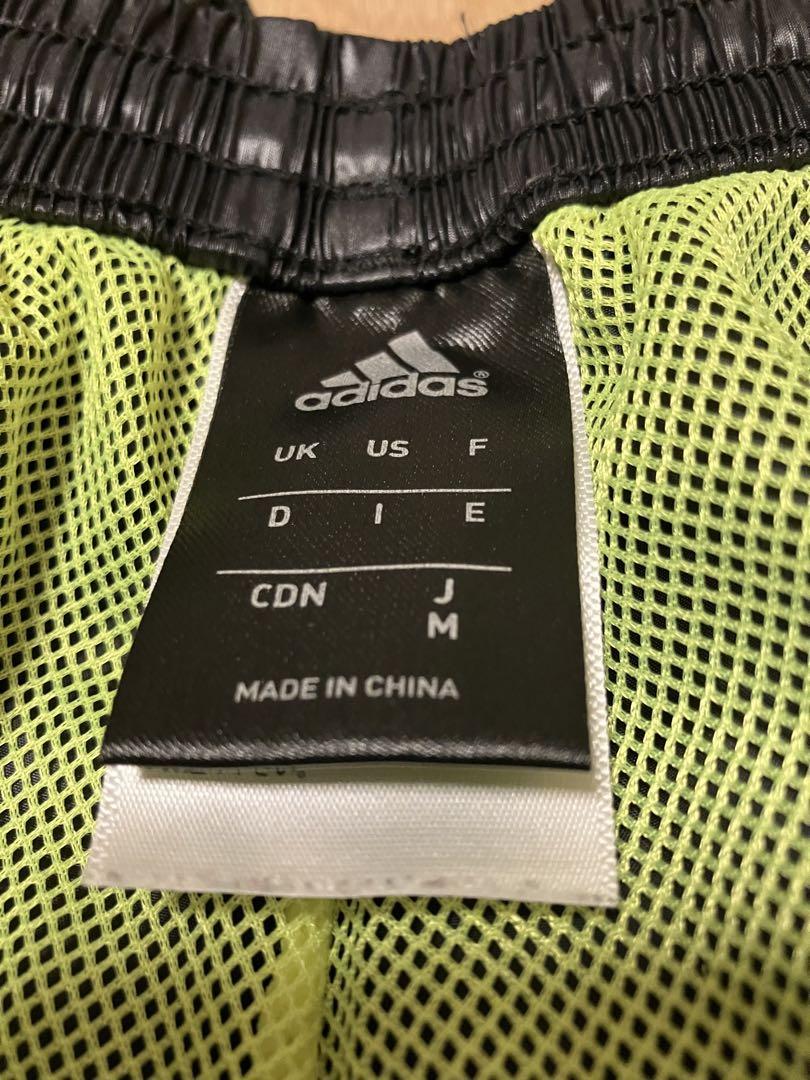 adidas®
UK US F
D I E
CDN J
M
MADE IN CHINA